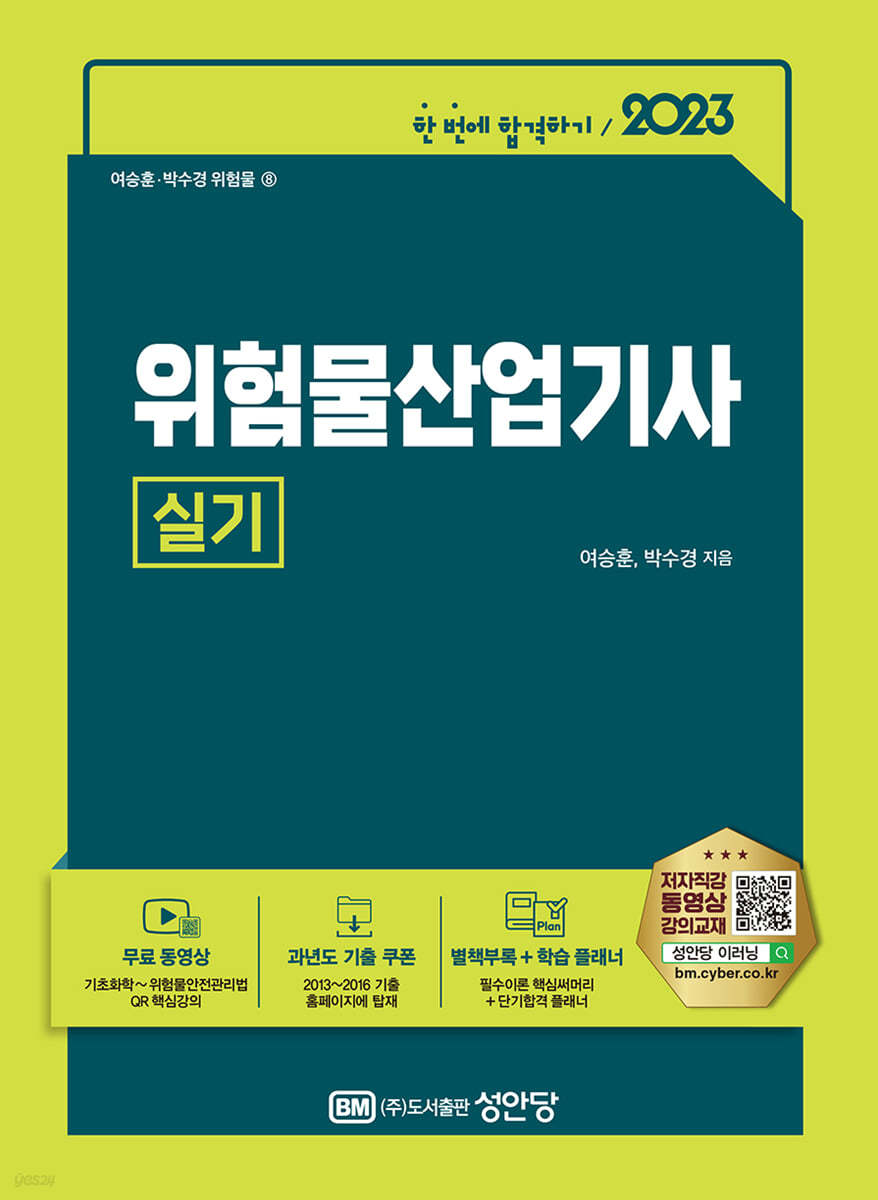 한 번에 합격하기 / 2023
여승훈·박수경 위험물 ⑧
위험물산업기사
실기
여승훈, 박수경 지음
★★★
저자직강
동영상
강의교재
성안당 이러닝
bm.cyber.co.kr
무료 동영상
기초화학~위험물안전관리법
QR 핵심강의
과년도 기출 쿠폰
2013~2016 기출
홈페이지에 탑재
Plan
별책부록 + 학습 플래너
필수이론 핵심써머리
+ 단기합격 플래너
BM (주)도서출판 성안당
yes24